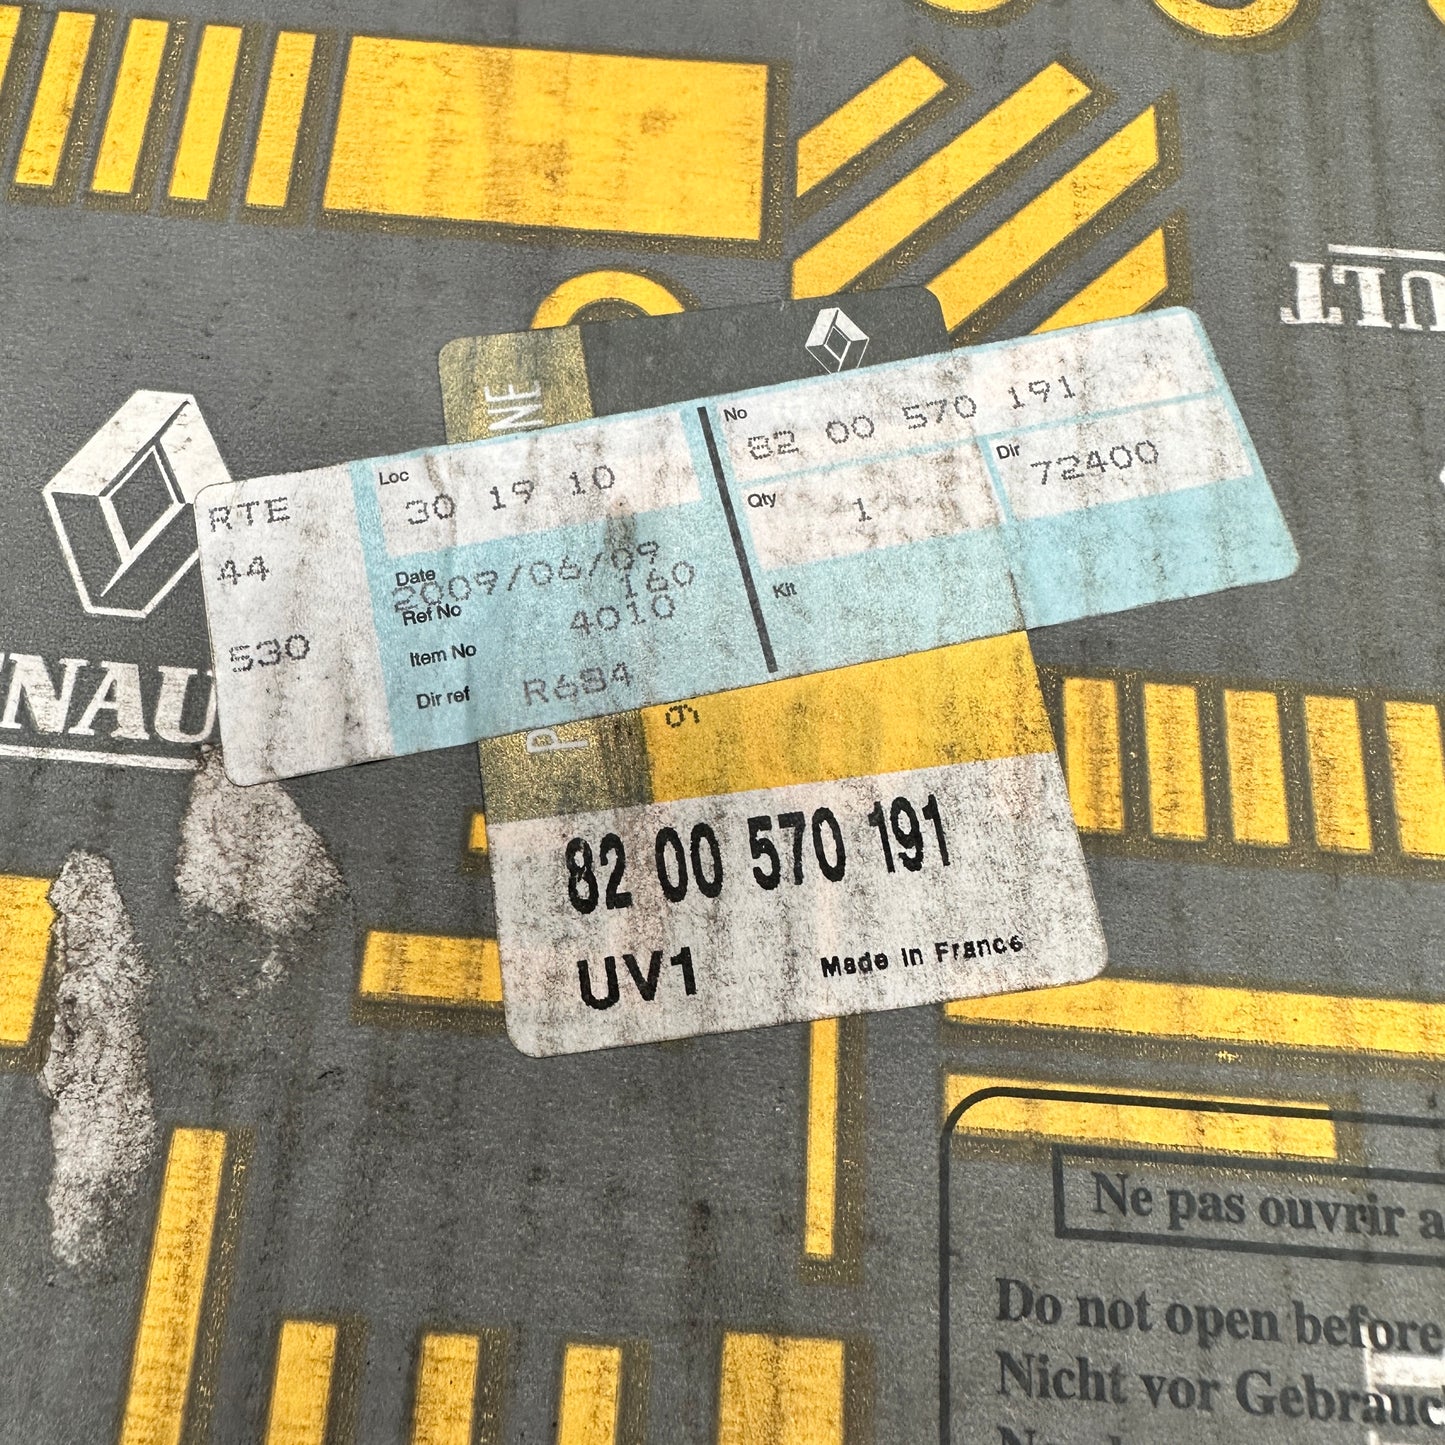 ULT
RENAU
NE
P
RTE
44
530
Loc
30 19 10
Date
2009/06/09
160
Ref No
4010
Item No
Dir ref
R684
No
82 00 570 191
Qty
1
Dir
72400
Kit
82 00 570 191
UV1
Made in France
Ne pas ouvrir a
Do not open before
Nicht vor Gebrauc